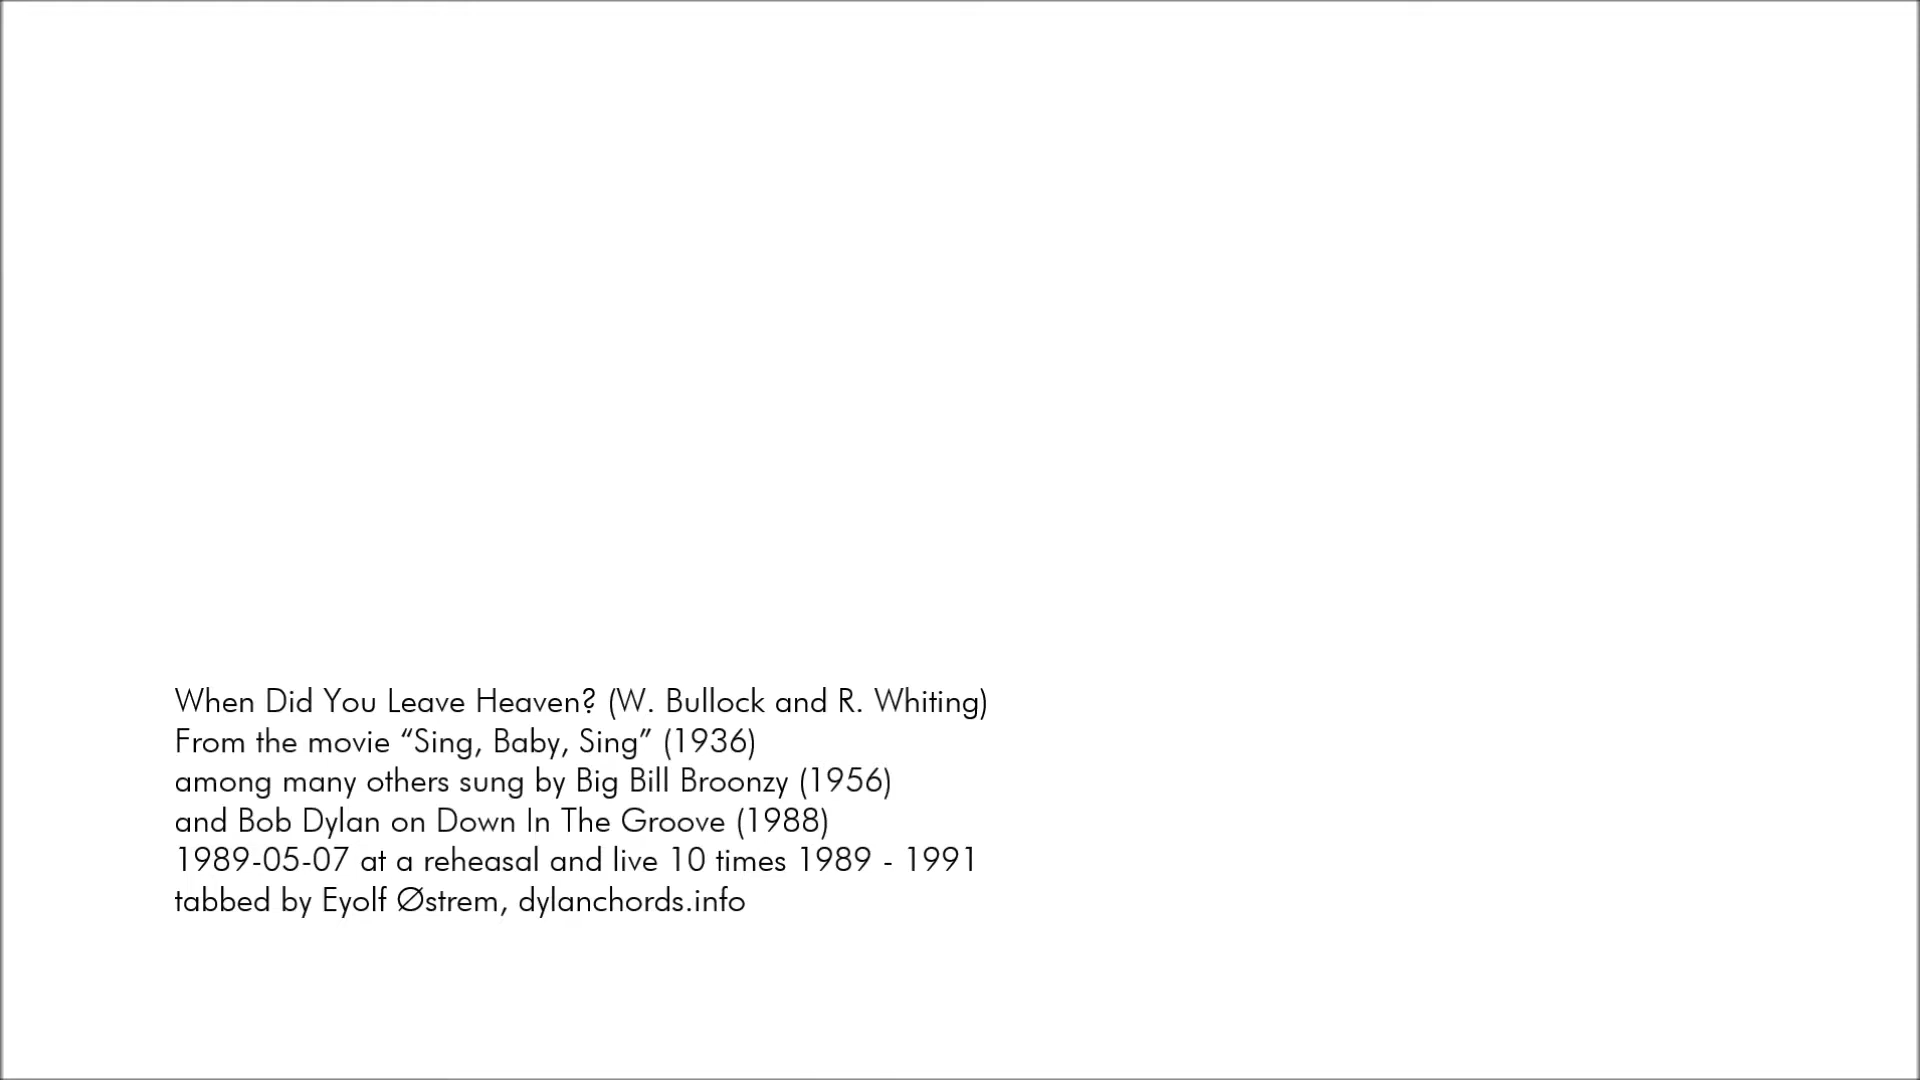 When Did You Leave Heaven? (W. Bullock and R. Whiting)
From the movie “Sing, Baby, Sing” (1936)
among many others sung by Big Bill Broonzy (1956)
and Bob Dylan on Down In The Groove (1988)
1989-05-07 at a reheasal and live 10 times 1989 - 1991
tabbed by Eyolf Østrem, dylanchords.info